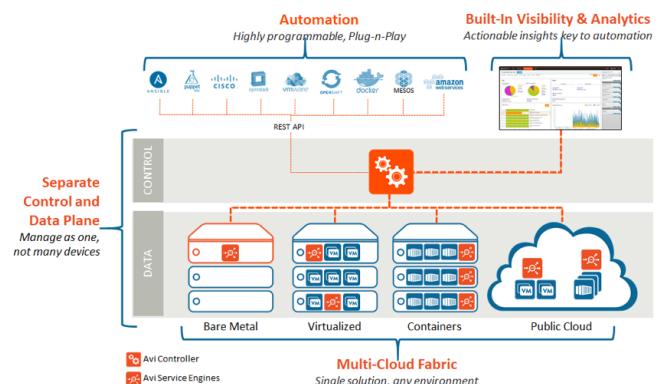 Automation
Highly programmable, Plug-n-Play
Built-In Visibility & Analytics
Actionable insights key to automation
ANSIBLE
puppet
CISCO
openstack
vmware
OPENSHIFT
docker
MESOS
amazon
webservices
REST API
Separate
Control and
Data Plane
Manage as one,
not many devices
CONTROL
DATA
VM VM
VM VM VM
VM VM
VM VM
Bare Metal
Virtualized
Containers
Public Cloud
Avi Controller
Avi Service Engines
Multi-Cloud Fabric
Single solution, any environment